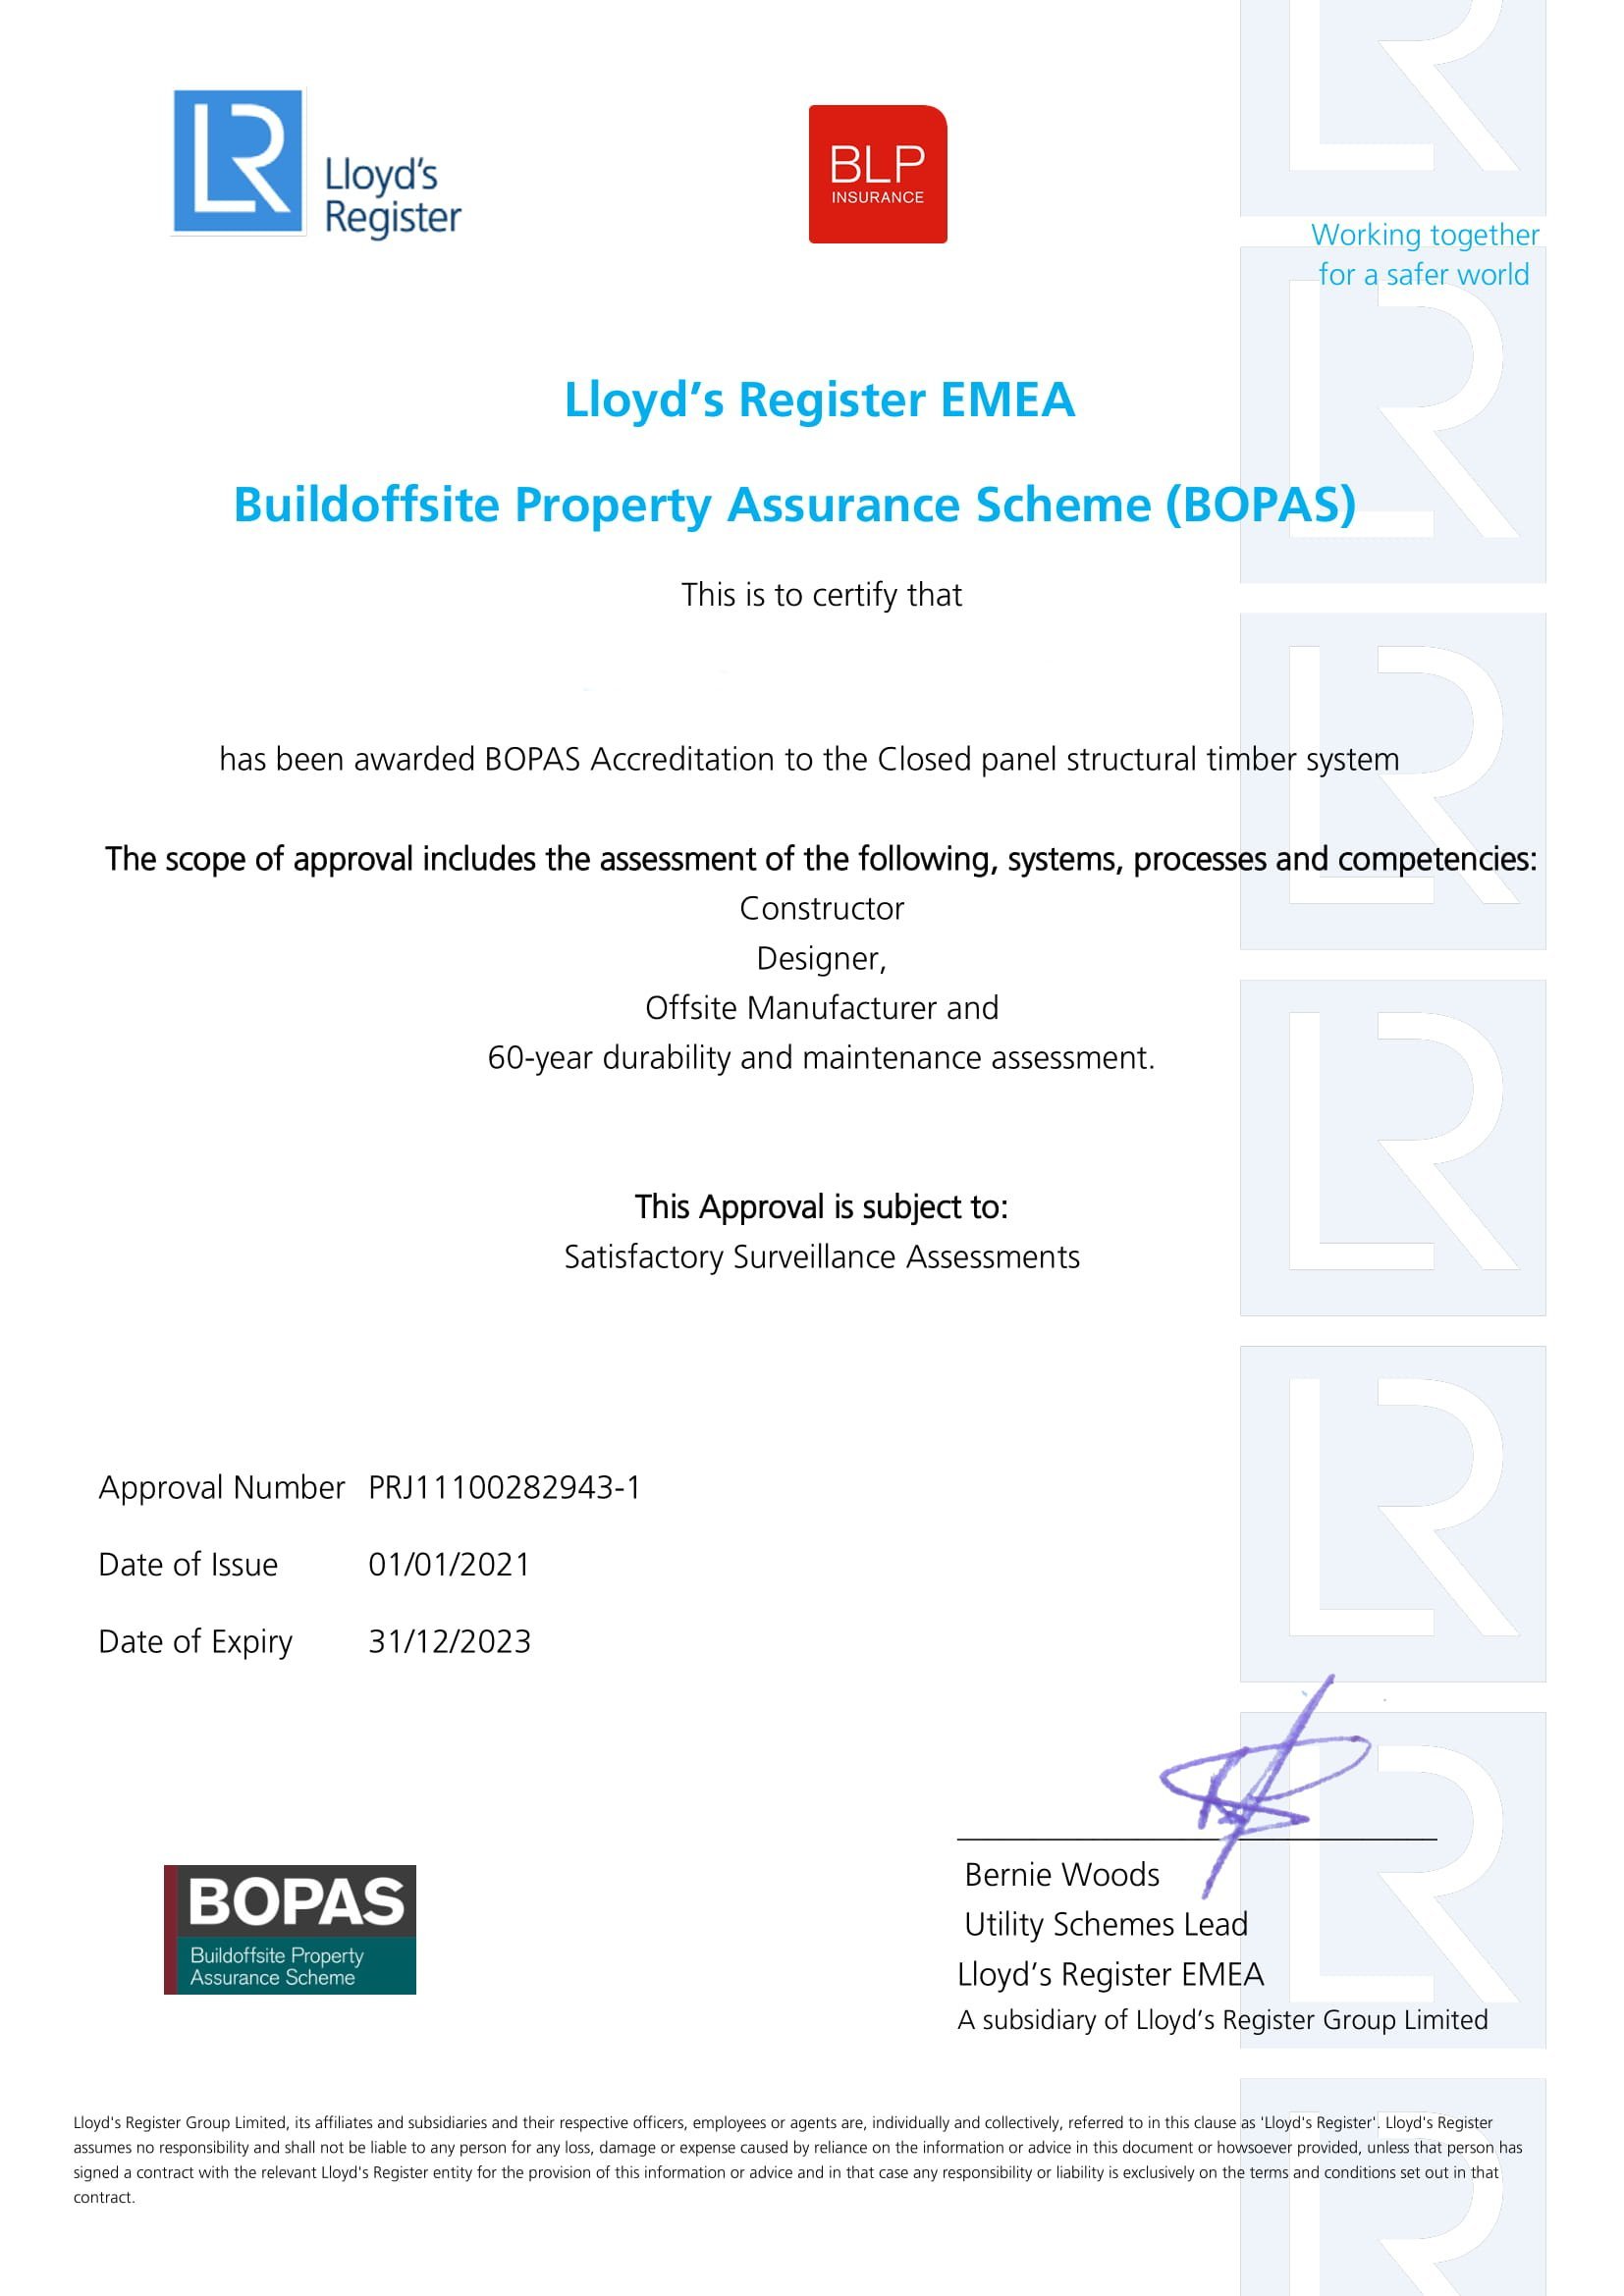 LR Lloyd's
Register
BLP
INSURANCE
Working together
for a safer world
Lloyd's Register EMEA
Buildoffsite Property Assurance Scheme (BOPAS)
This is to certify that
has been awarded BOPAS Accreditation to the Closed panel structural timber system
The scope of approval includes the assessment of the following, systems, processes and competencies:
Constructor
Designer,
Offsite Manufacturer and
60-year durability and maintenance assessment.
This Approval is subject to:
Satisfactory Surveillance Assessments
Approval Number PRJ11100282943-1
Date of Issue 01/01/2021
Date of Expiry 31/12/2023
Bernie Woods
Utility Schemes Lead
Lloyd's Register EMEA
A subsidiary of Lloyd's Register Group Limited
BOPAS
Buildoffsite Property
Assurance Scheme
Lloyd's Register Group Limited, its affiliates and subsidiaries and their respective officers, employees or agents are, individually and collectively, referred to in this clause as 'Lloyd's Register'. Lloyd's Register
assumes no responsibility and shall not be liable to any person for any loss, damage or expense caused by reliance on the information or advice in this document or howsoever provided, unless that person has
signed a contract with the relevant Lloyd's Register entity for the provision of this information or advice and in that case any responsibility or liability is exclusively on the terms and conditions set out in that
contract.